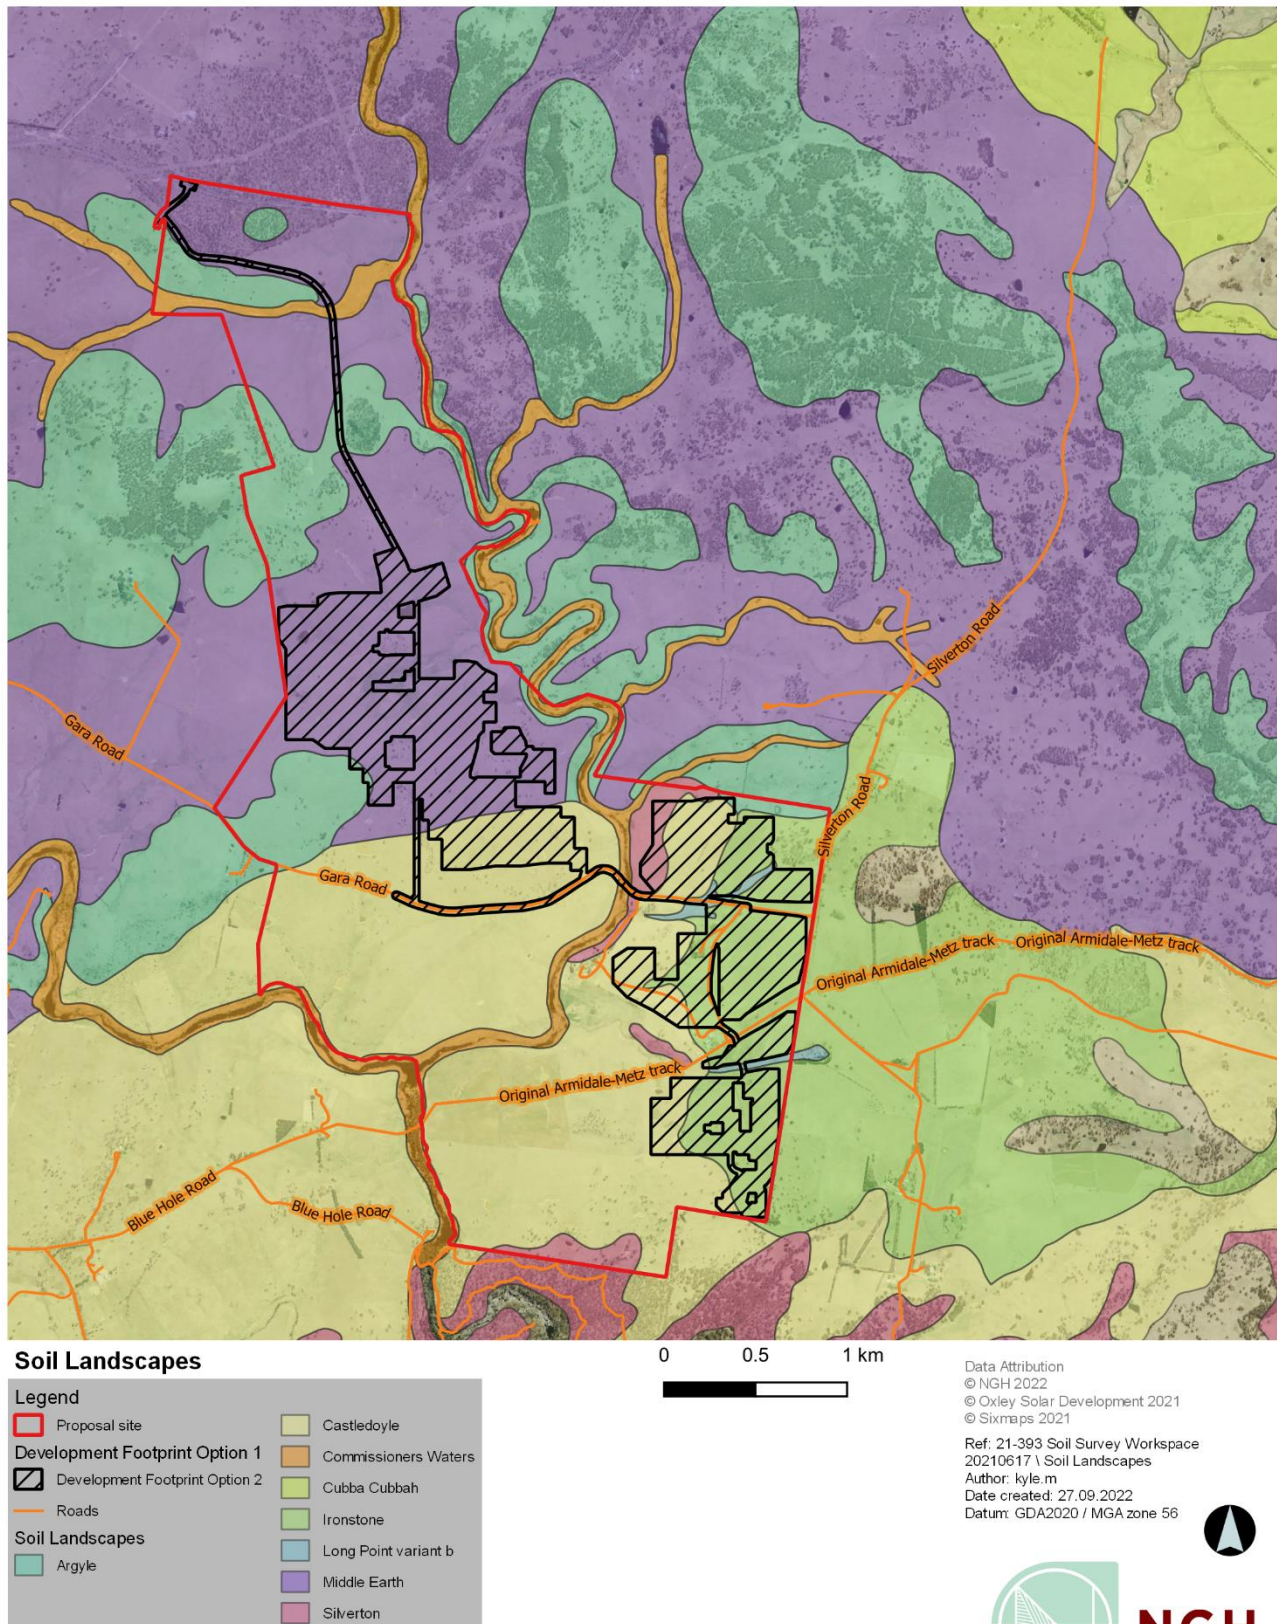 Silverton Road
Gara Road
Silverton Road
Gara Road
Original Armidale-Metz track
Original Armidale-Metz track
Original Armidale-Metz track
Blue Hole Road
Blue Hole Road
Soil Landscapes
Legend
Proposal site
Development Footprint Option 1
Development Footprint Option 2
Roads
Soil Landscapes
Argyle
Castledoyle
Commissioners Waters
Cubba Cubbah
Ironstone
Long Point variant b
Middle Earth
Silverton
0 0.5 1 km
Data Attribution
© NGH 2022
© Oxley Solar Development 2021
© Sixmaps 2021
Ref: 21-393 Soil Survey Workspace
20210617 \ Soil Landscapes
Author: kyle.m
Date created: 27.09.2022
Datum: GDA2020 / MGA zone 56
NGH